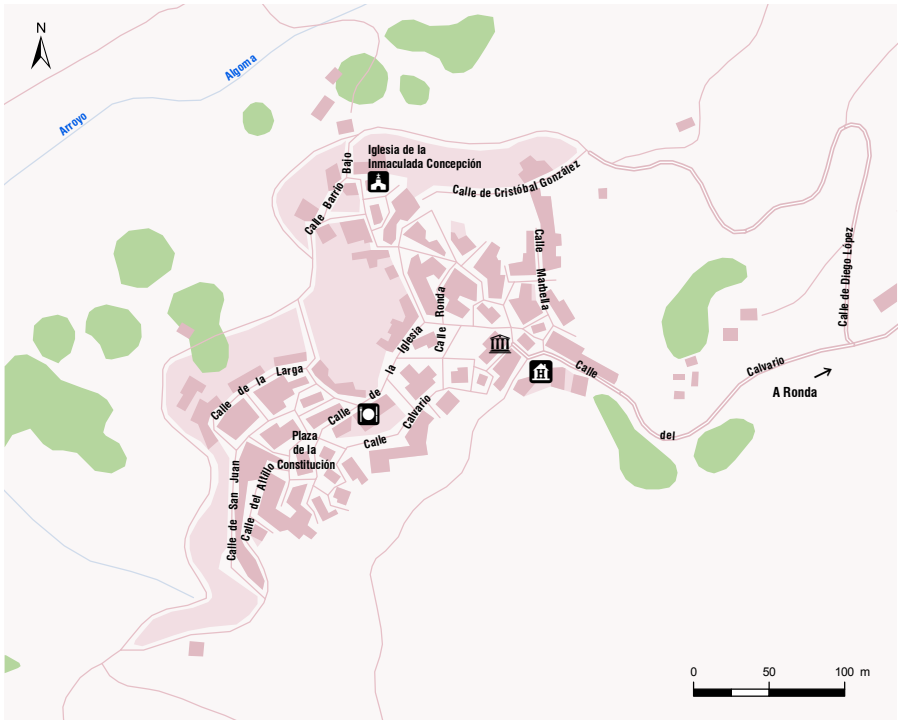 N
Arroyo Algoma
Iglesia de la
Inmaculada Concepción
Calle Barrio Bajo
Calle de Cristóbal González
Calle Marbella
Calle Ronda
Calle de Diego López
Calle de la Iglesia
Calle de la Larga
H
Calle del Calvario
A Ronda
Calle Calvario
Plaza
de la
Constitución
Calle de San Juan
Calle del Altillo
0 50 100 m